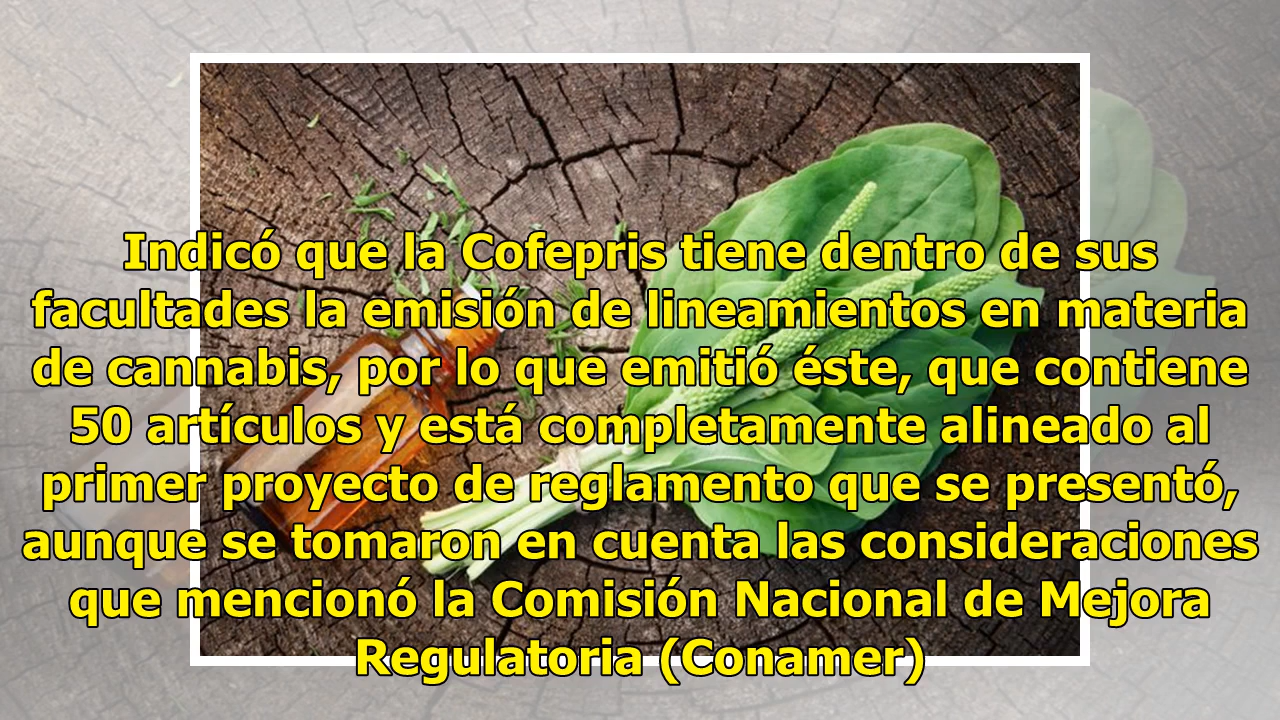 Indicó que la Cofepris tiene dentro de sus
facultades la emisión de lineamientos en materia
de cannabis, por lo que emitió éste, que contiene
50 artículos y está completamente alineado al
primer proyecto de reglamento que se presentó,
aunque se tomaron en cuenta las consideraciones
que mencionó la Comisión Nacional de Mejora
Regulatoria (Conamer)